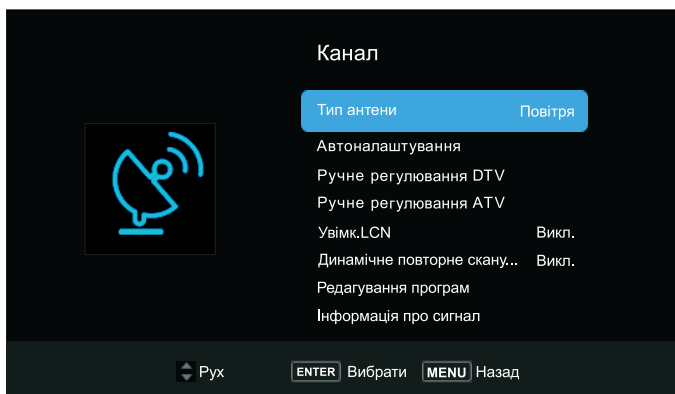 Канал
Тип антени Повітря
Автоналаштування
Ручне регулювання DTV
Ручне регулювання ATV
Увімк.LCN Викл.
Динамічне повторне скану... Викл.
Редагування програм
Інформація про сигнал
Рух ENTER Вибрати MENU Назад